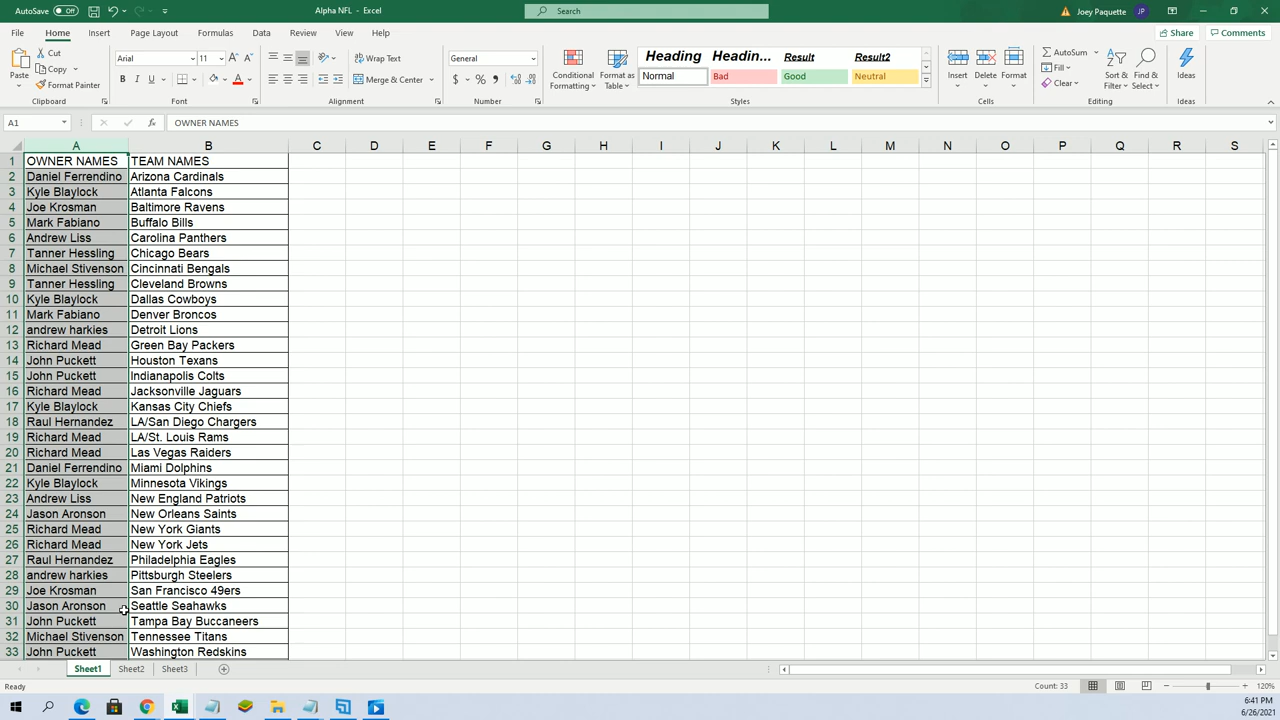 AutoSave Off Alpha NFL - Excel Search Joey Paquette JP
File Home Insert Page Layout Formulas Data Review View Help Share Comments
Paste Cut Copy Format Painter Clipboard
Arial 11 A A B I U A Font
ab Wrap Text Merge & Center Alignment
General $ % , Number
Conditional Formatting Format as Table
Heading Headin... Result Result2
Normal Bad Good Neutral
Styles
Insert Delete Format Cells
AutoSum Fill Clear Sort & Filter Find & Select Editing
Ideas Ideas
A1 fx OWNER NAMES
A B C D E F G H I J K L M N O P Q R S
1 OWNER NAMES TEAM NAMES
2 Daniel Ferrendino Arizona Cardinals
3 Kyle Blaylock Atlanta Falcons
4 Joe Krosman Baltimore Ravens
5 Mark Fabiano Buffalo Bills
6 Andrew Liss Carolina Panthers
7 Tanner Hessling Chicago Bears
8 Michael Stivenson Cincinnati Bengals
9 Tanner Hessling Cleveland Browns
10 Kyle Blaylock Dallas Cowboys
11 Mark Fabiano Denver Broncos
12 andrew harkies Detroit Lions
13 Richard Mead Green Bay Packers
14 John Puckett Houston Texans
15 John Puckett Indianapolis Colts
16 Richard Mead Jacksonville Jaguars
17 Kyle Blaylock Kansas City Chiefs
18 Raul Hernandez LA/San Diego Chargers
19 Richard Mead LA/St. Louis Rams
20 Richard Mead Las Vegas Raiders
21 Daniel Ferrendino Miami Dolphins
22 Kyle Blaylock Minnesota Vikings
23 Andrew Liss New England Patriots
24 Jason Aronson New Orleans Saints
25 Richard Mead New York Giants
26 Richard Mead New York Jets
27 Raul Hernandez Philadelphia Eagles
28 andrew harkies Pittsburgh Steelers
29 Joe Krosman San Francisco 49ers
30 Jason Aronson Seattle Seahawks
31 John Puckett Tampa Bay Buccaneers
32 Michael Stivenson Tennessee Titans
33 John Puckett Washington Redskins
Sheet1 Sheet2 Sheet3
Ready Count: 33 120%
6:41 PM
6/26/2021